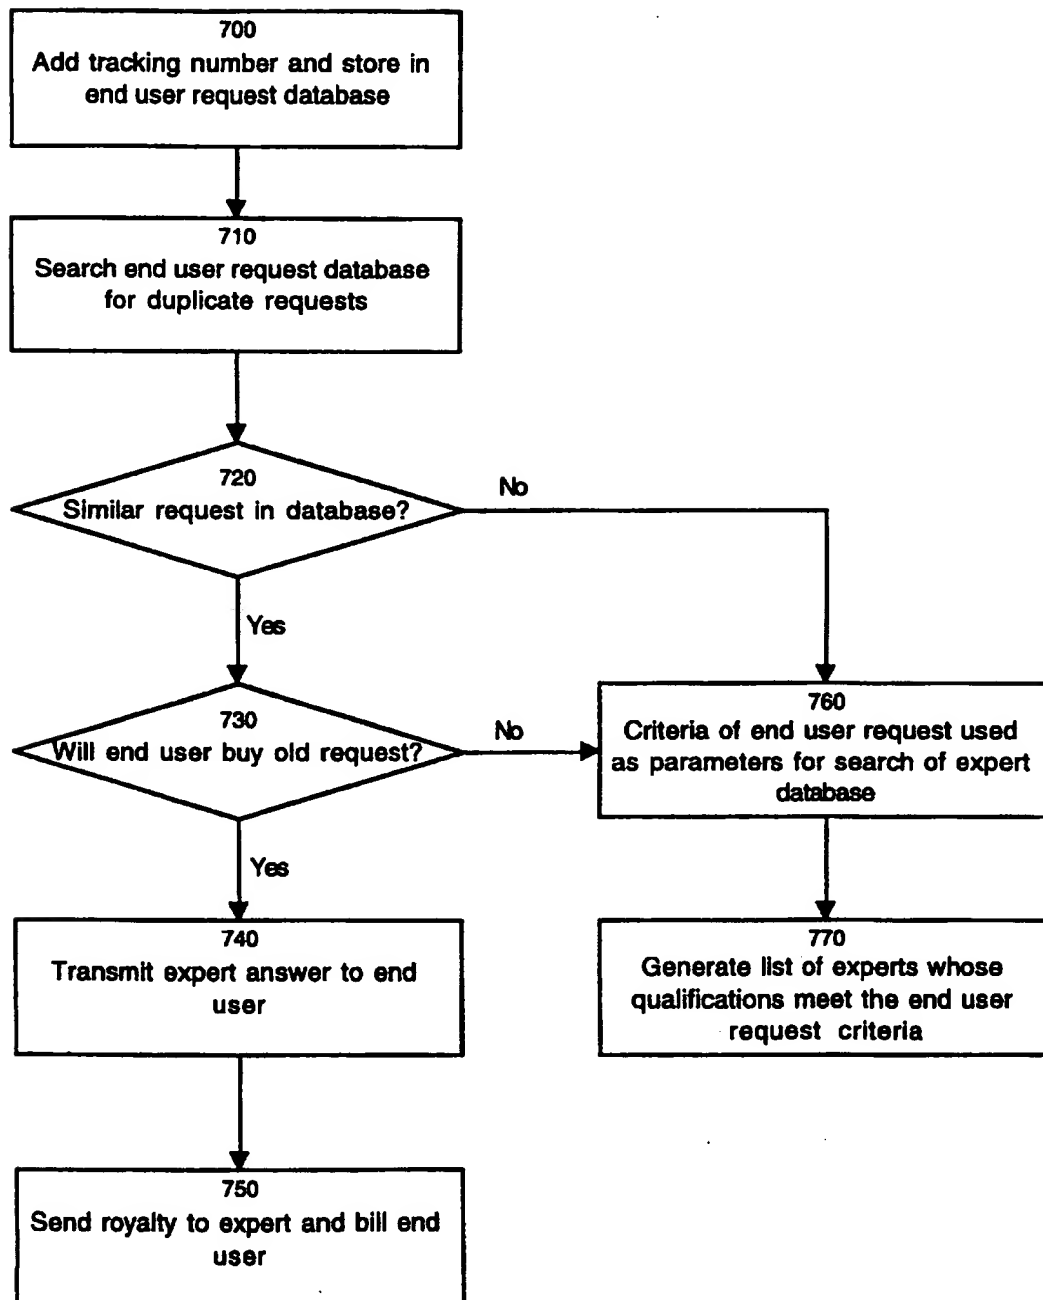 700
Add tracking number and store in
end user request database
710
Search end user request database
for duplicate requests
720
Similar request in database?
No
Yes
730
Will end user buy old request?
No
760
Criteria of end user request used
as parameters for search of expert
database
Yes
740
Transmit expert answer to end
user
770
Generate list of experts whose
qualifications meet the end user
request criteria
750
Send royalty to expert and bill end
user